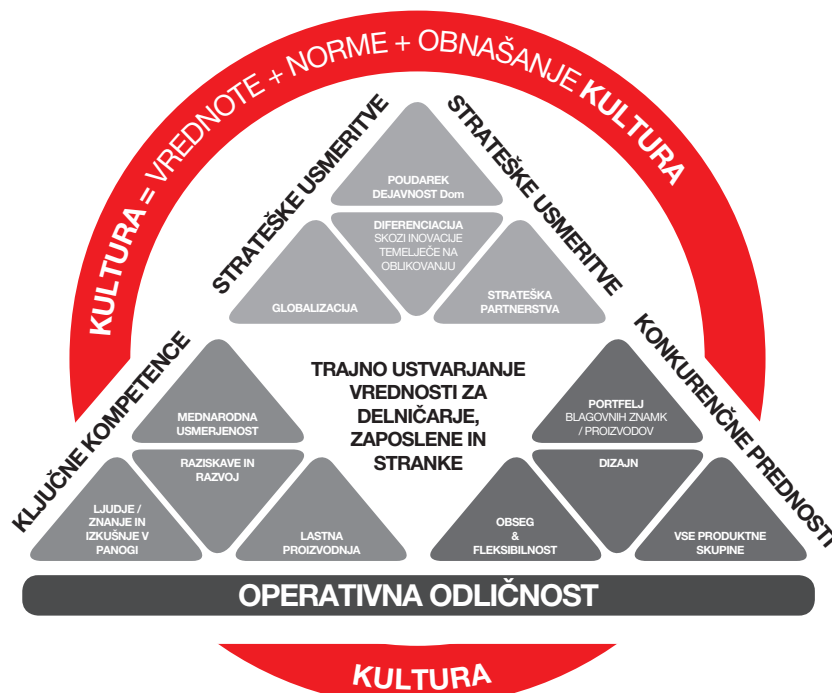 KULTURA = VREDNOTE + NORME + OBNAŠANJE KULTURA
STRATEŠKE USMERITVE
STRATEŠKE USMERITVE
POUDAREK
DEJAVNOST Dom
DIFERENCIACIJA
SKOZI INOVACIJE
TEMELJEČE NA
OBLIKOVANJU
GLOBALIZACIJA
STRATEŠKA
PARTNERSTVA
KLJUČNE KOMPETENCE
TRAJNO USTVARJANJE
VREDNOSTI ZA
DELNIČARJE,
ZAPOSLENE IN
STRANKE
KONKURENČNE PREDNOSTI
MEDNARODNA
USMERJENOST
RAZISKAVE IN
RAZVOJ
LJUDJE /
ZNANJE IN
IZKUŠNJE V
PANOGI
LASTNA
PROIZVODNJA
PORTFELJ
BLAGOVNIH ZNAMK
/ PROIZVODOV
DIZAJN
OBSEG
&
FLEKSIBILNOST
VSE PRODUKTNE
SKUPINE
OPERATIVNA ODLIČNOST
KULTURA